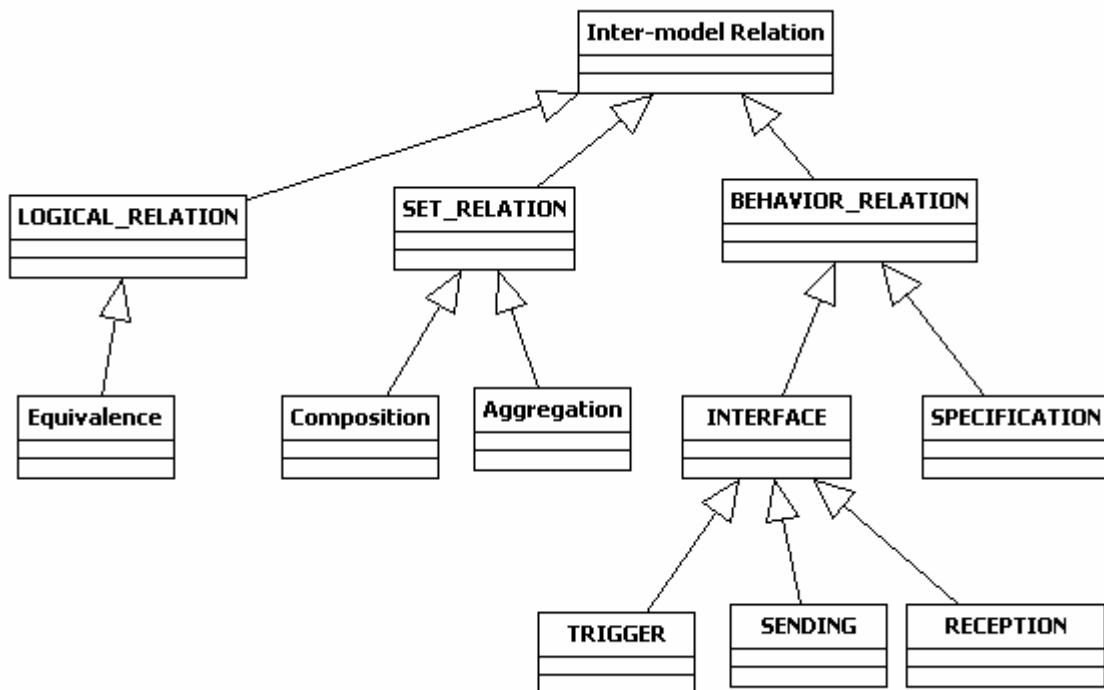 Inter-model Relation
LOGICAL_RELATION
SET_RELATION
BEHAVIOR_RELATION
Equivalence
Composition
Aggregation
INTERFACE
SPECIFICATION
TRIGGER
SENDING
RECEPTION